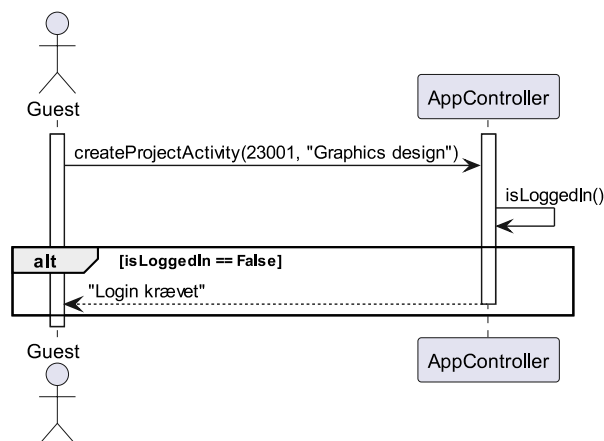 Guest
AppController
createProjectActivity(23001, "Graphics design")
isLoggedIn()
alt
[isLoggedIn == False]
"Login krævet"
Guest
AppController